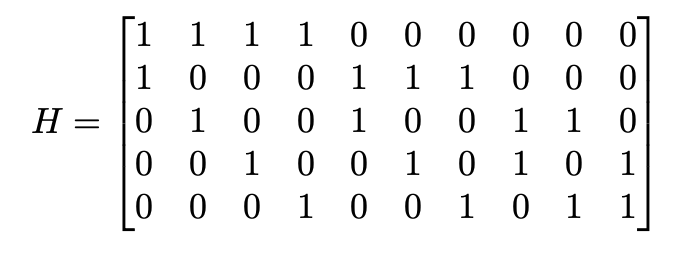 1 1 1 1 0 0 0 0 0 0
1 0 0 0 1 1 1 0 0 0
H = 0 1 0 0 1 0 0 1 1 0
0 0 1 0 0 1 0 1 0 1
0 0 0 1 0 0 1 0 1 1